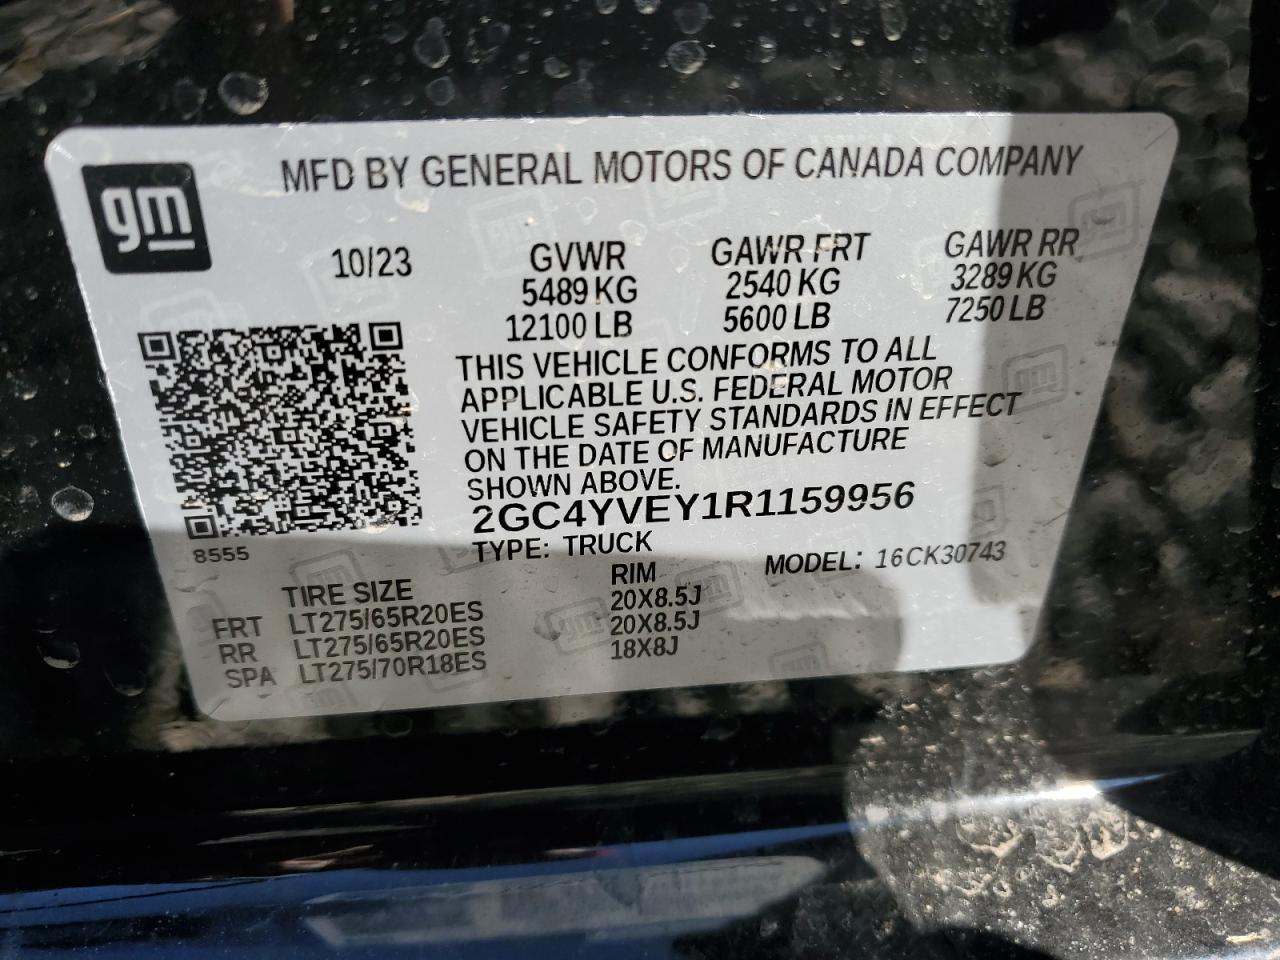 gm
MFD BY GENERAL MOTORS OF CANADA COMPANY
10/23 GVWR GAWR FRT GAWR RR
5489 KG 2540 KG 3289 KG
12100 LB 5600 LB 7250 LB
THIS VEHICLE CONFORMS TO ALL
APPLICABLE U.S. FEDERAL MOTOR
VEHICLE SAFETY STANDARDS IN EFFECT
ON THE DATE OF MANUFACTURE
SHOWN ABOVE.
2GC4YVEY1R1159956
8555
TYPE: TRUCK MODEL: 16CK30743
TIRE SIZE RIM
FRT LT275/65R20ES 20X8.5J
RR LT275/65R20ES 20X8.5J
SPA LT275/70R18ES 18X8J